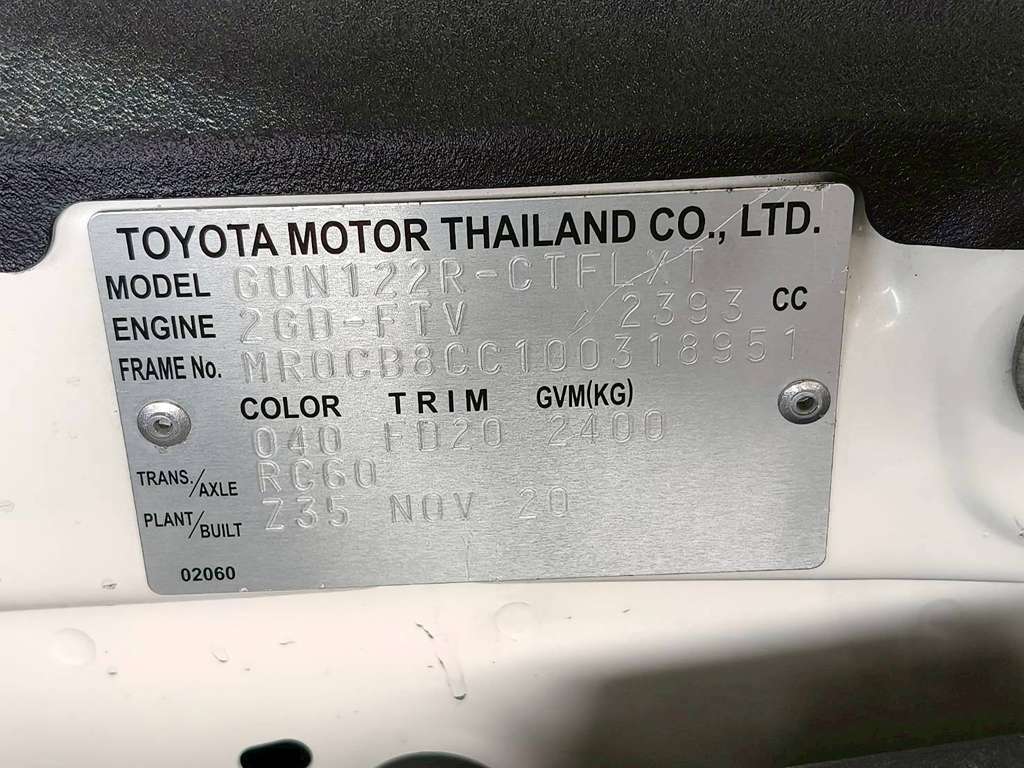 TOYOTA MOTOR THAILAND CO., LTD.
MODEL GUN122R-CTFLXT
ENGINE 2GD-FTV 2393 CC
FRAME No. MR0CB8CC100318951
COLOR TRIM GVM(KG)
040 FD20 2400
TRANS./AXLE RC60
PLANT/BUILT Z35 NOV 20
02060